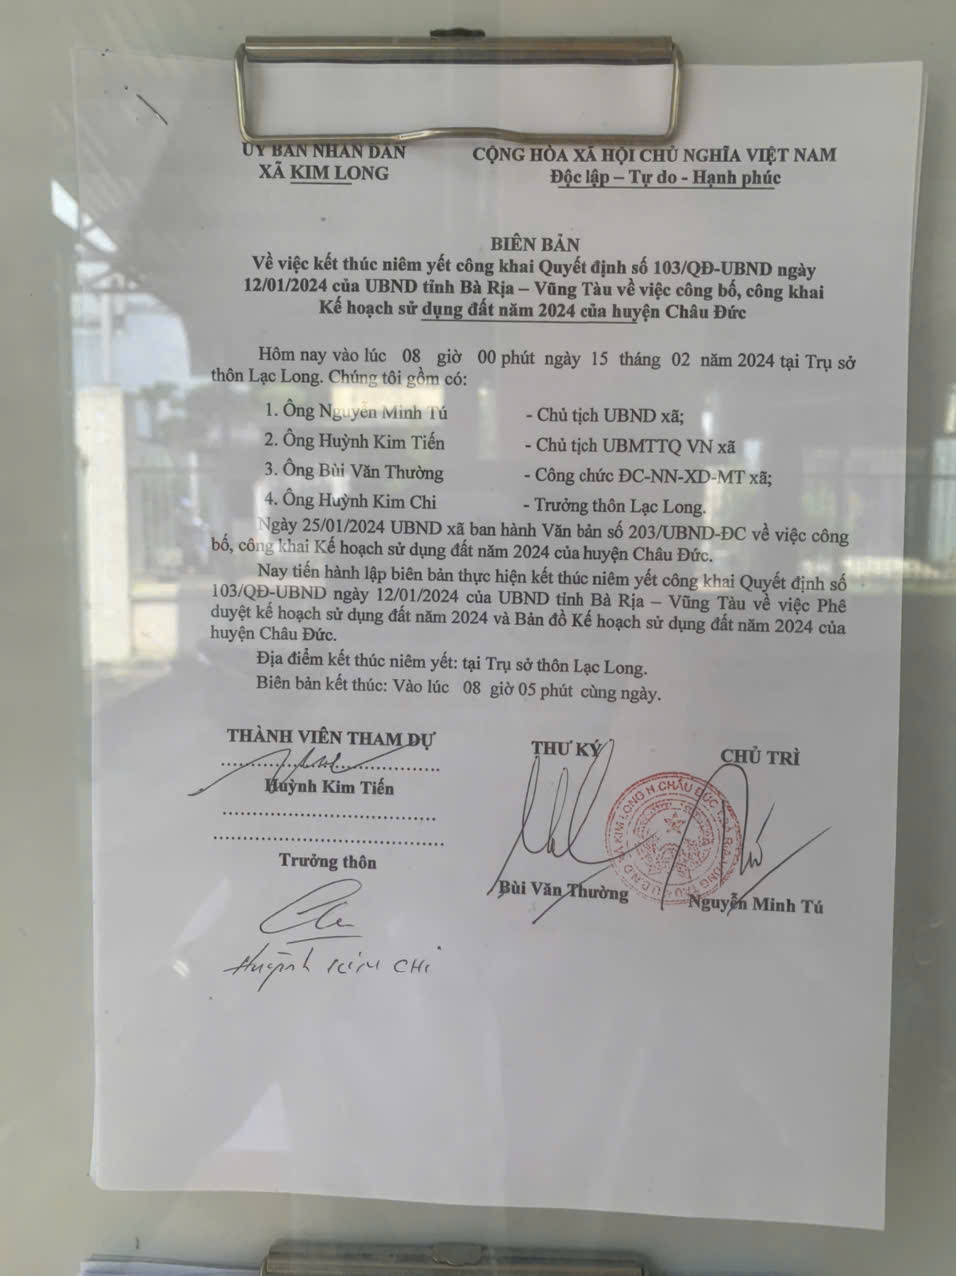 ỦY BAN NHÂN DÂN
XÃ KIM LONG
CỘNG HÒA XÃ HỘI CHỦ NGHĨA VIỆT NAM
Độc lập – Tự do - Hạnh phúc
BIÊN BẢN
Về việc kết thúc niêm yết công khai Quyết định số 103/QĐ-UBND ngày
12/01/2024 của UBND tỉnh Bà Rịa – Vũng Tàu về việc công bố, công khai
Kế hoạch sử dụng đất năm 2024 của huyện Châu Đức
Hôm nay vào lúc 08 giờ 00 phút ngày 15 tháng 02 năm 2024 tại Trụ sở
thôn Lạc Long. Chúng tôi gồm có:
1. Ông Nguyễn Minh Tú - Chủ tịch UBND xã;
2. Ông Huỳnh Kim Tiến - Chủ tịch UBMTTQ VN xã
3. Ông Bùi Văn Thường - Công chức ĐC-NN-XD-MT xã;
4. Ông Huỳnh Kim Chi - Trưởng thôn Lạc Long.
Ngày 25/01/2024 UBND xã ban hành Văn bản số 203/UBND-ĐC về việc công
bố, công khai Kế hoạch sử dụng đất năm 2024 của huyện Châu Đức.
Nay tiến hành lập biên bản thực hiện kết thúc niêm yết công khai Quyết định số
103/QĐ-UBND ngày 12/01/2024 của UBND tỉnh Bà Rịa – Vũng Tàu về việc Phê
duyệt kế hoạch sử dụng đất năm 2024 và Bản đồ Kế hoạch sử dụng đất năm 2024 của
huyện Châu Đức.
Địa điểm kết thúc niêm yết: tại Trụ sở thôn Lạc Long.
Biên bản kết thúc: Vào lúc 08 giờ 05 phút cùng ngày.
THÀNH VIÊN THAM DỰ
Huỳnh Kim Tiến
Trưởng thôn
Huỳnh Kim Chi
THƯ KÝ
Bùi Văn Thường
CHỦ TRÌ
Nguyễn Minh Tú
U.B.N.D XÃ KIM LONG H.CHÂU ĐỨC T.BÀ RỊA-VŨNG TÀU